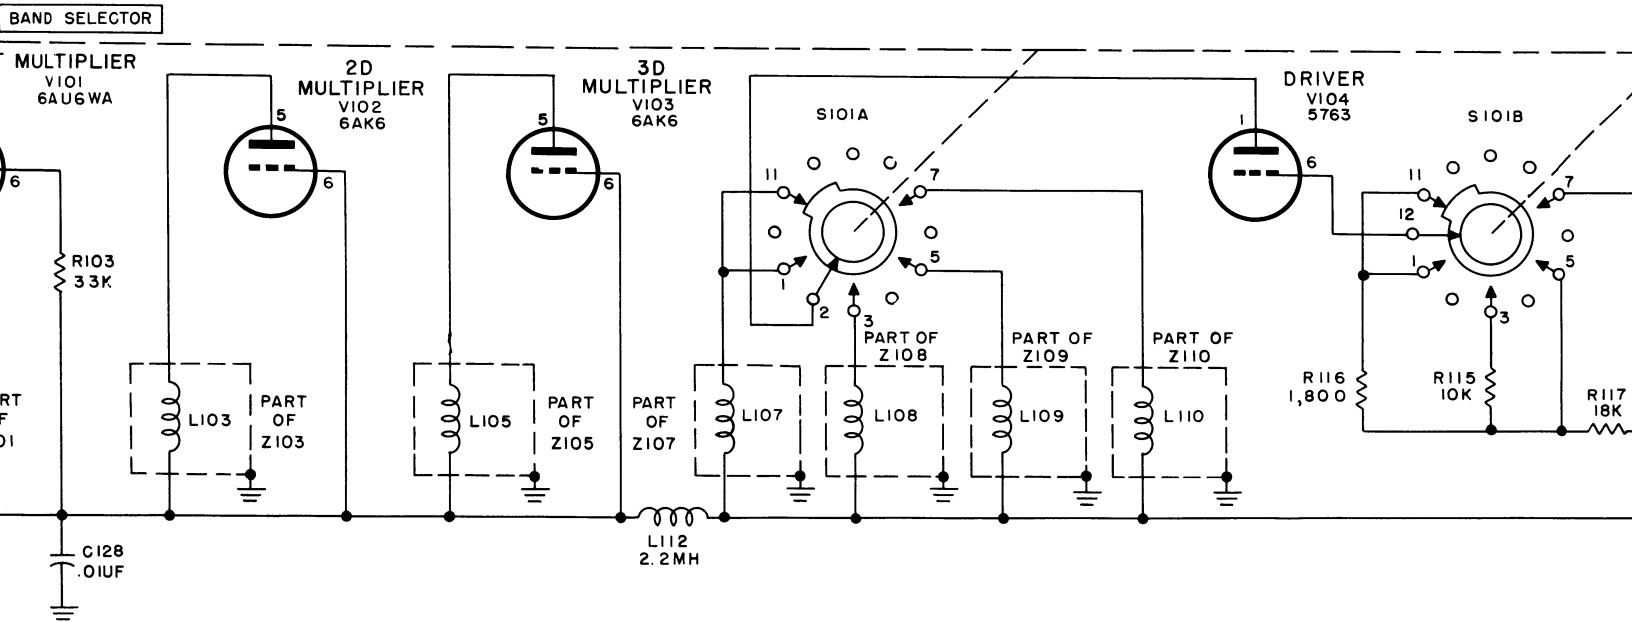 BAND SELECTOR
T MULTIPLIER
V101
6AU6WA
2D
MULTIPLIER
V102
6AK6
3D
MULTIPLIER
V103
6AK6
DRIVER
V104
5763
S101A
S101B
5
5
1
6
6
6
6
11
7
1
5
2
3
11
7
12
1
5
3
R103
33K
PART OF
Z108
PART OF
Z109
PART OF
Z110
R116
1,800
R115
10K
R117
18K
RT
F
01
L103
PART
OF
Z103
L105
PART
OF
Z105
PART
OF
Z107
L107
L108
L109
L110
L112
2.2MH
C128
.01UF